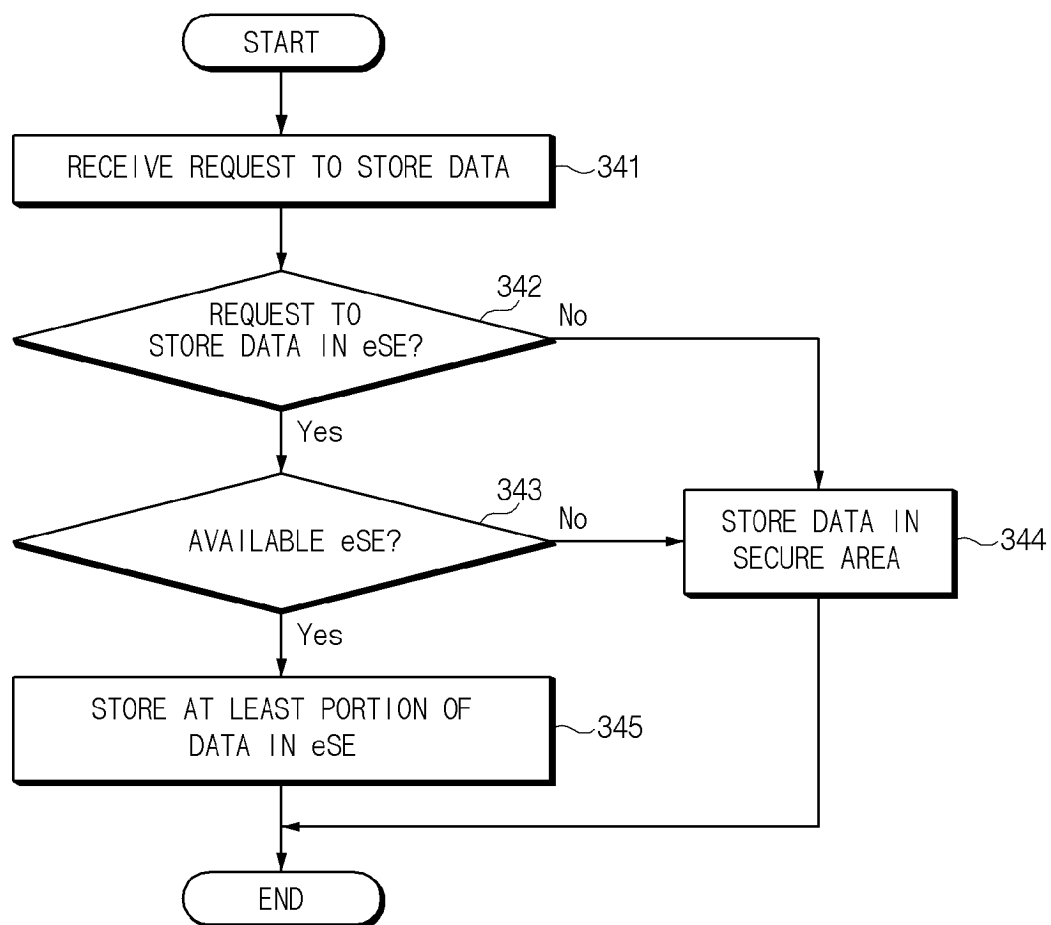 START
RECEIVE REQUEST TO STORE DATA
341
342
REQUEST TO
STORE DATA IN eSE?
No
Yes
343
AVAILABLE eSE?
No
STORE DATA IN
SECURE AREA
344
Yes
STORE AT LEAST PORTION OF
DATA IN eSE
345
END